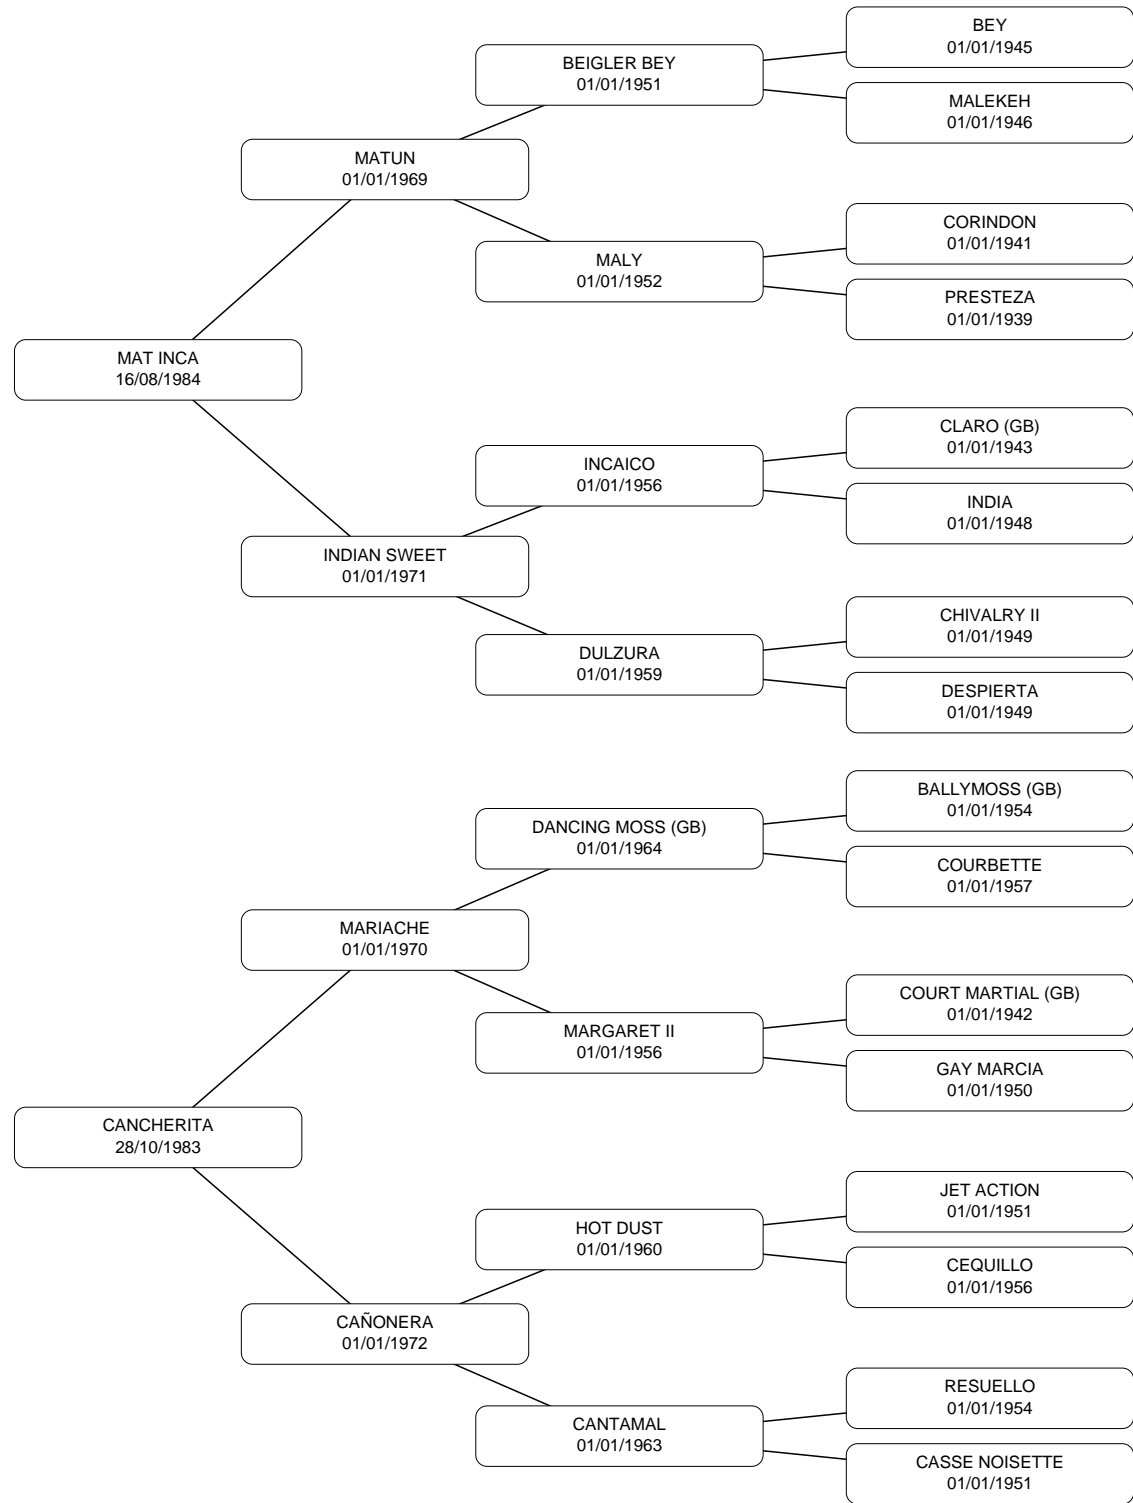 BEY
01/01/1945
BEIGLER BEY
01/01/1951
MALEKEH
01/01/1946
MATUN
01/01/1969
CORINDON
01/01/1941
MALY
01/01/1952
PRESTEZA
01/01/1939
MAT INCA
16/08/1984
CLARO (GB)
01/01/1943
INCAICO
01/01/1956
INDIA
01/01/1948
INDIAN SWEET
01/01/1971
CHIVALRY II
01/01/1949
DULZURA
01/01/1959
DESPIERTA
01/01/1949
BALLYMOSS (GB)
01/01/1954
DANCING MOSS (GB)
01/01/1964
COURBETTE
01/01/1957
MARIACHE
01/01/1970
COURT MARTIAL (GB)
01/01/1942
MARGARET II
01/01/1956
GAY MARCIA
01/01/1950
CANCHERITA
28/10/1983
JET ACTION
01/01/1951
HOT DUST
01/01/1960
CEQUILLO
01/01/1956
CAÑONERA
01/01/1972
RESUELLO
01/01/1954
CANTAMAL
01/01/1963
CASSE NOISETTE
01/01/1951